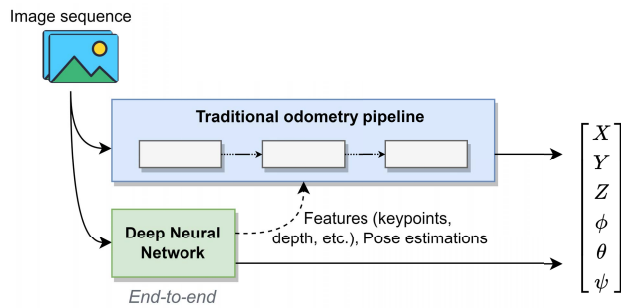 Image sequence
Traditional odometry pipeline
Features (keypoints,
depth, etc.), Pose estimations
Deep Neural
Network
End-to-end
X
Y
Z
ϕ
θ
ψ